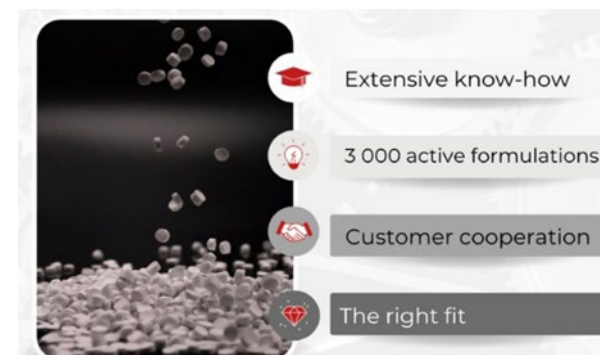 Extensive know-how
3 000 active formulations
Customer cooperation
The right fit